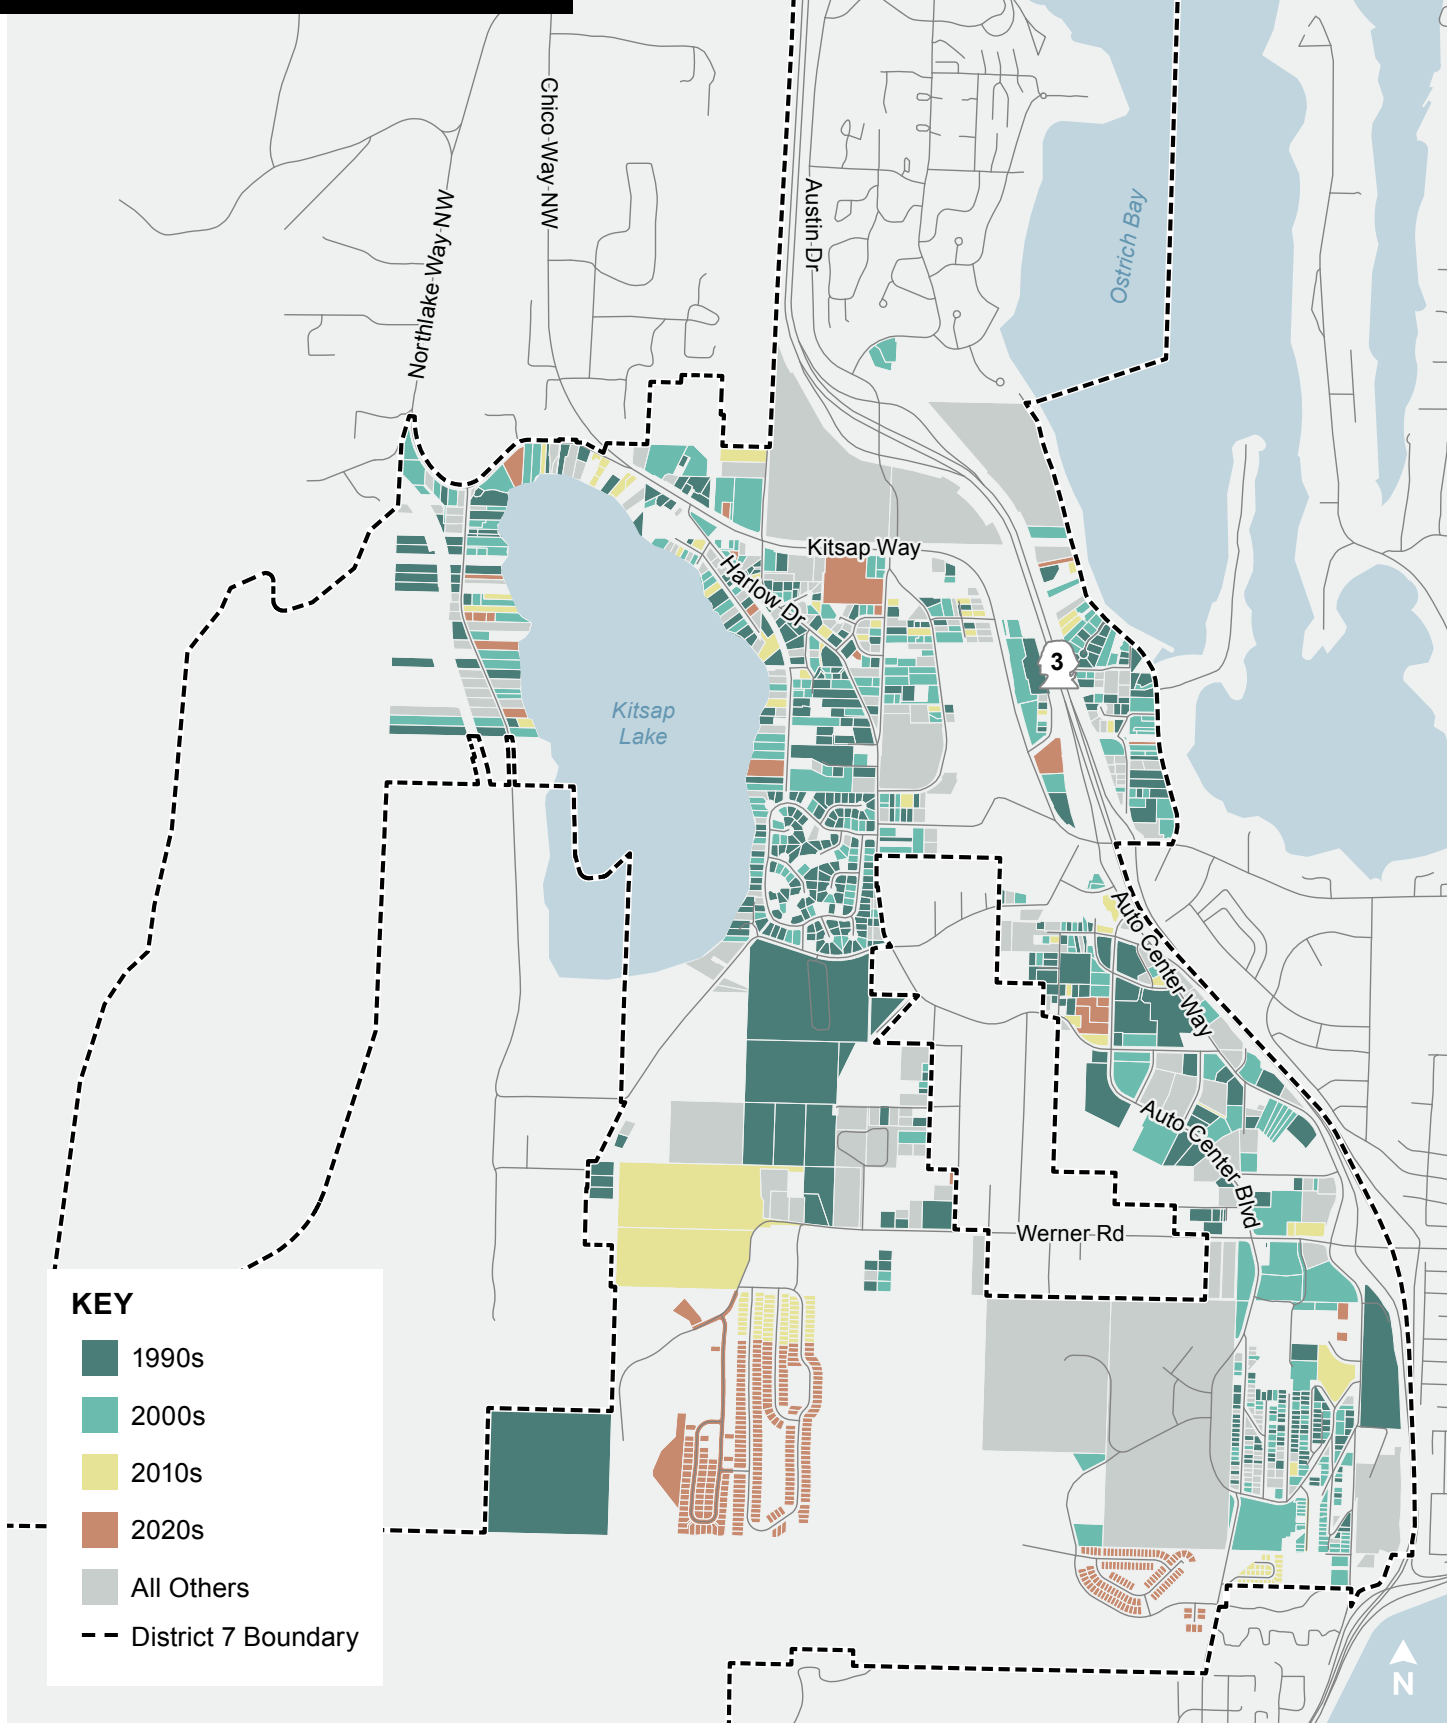 Chico Way NW
Northlake Way NW
Austin Dr
Ostrich Bay
Kitsap Way
Harlow Dr
3
Kitsap
Lake
Auto Center Way
Auto Center Blvd
Werner Rd
KEY
1990s
2000s
2010s
2020s
All Others
District 7 Boundary
N